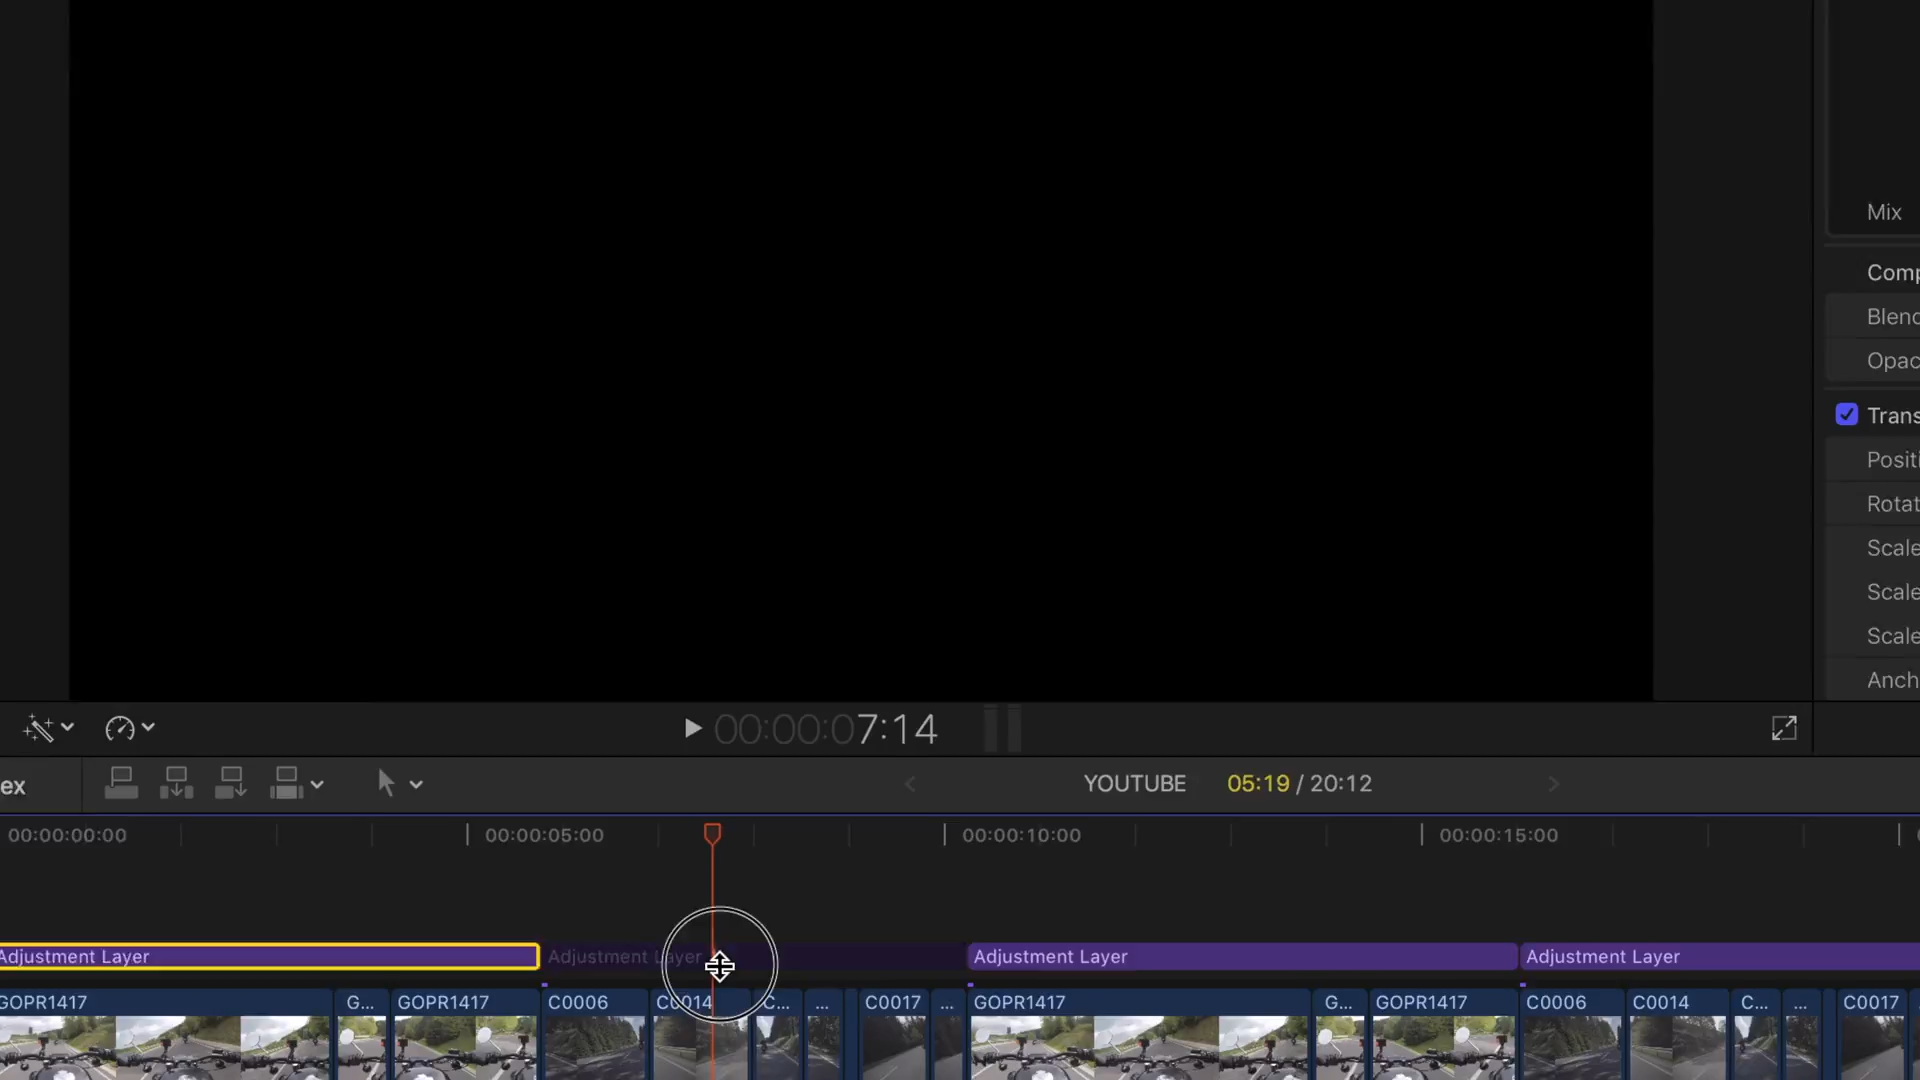 Mix
Comp
Blend
Opac
Trans
Positi
Rotat
Scale
Scale
Scale
Anch
00:00:07:14
ex
YOUTUBE 05:19 / 20:12
00:00:00:00 00:00:05:00 00:00:10:00 00:00:15:00
Adjustment Layer Adjustment Layer Adjustment Layer Adjustment Layer
GOPR1417 G... GOPR1417 C0006 C0014 C... ... C0017 ... GOPR1417 G... GOPR1417 C0006 C0014 C... ... C0017